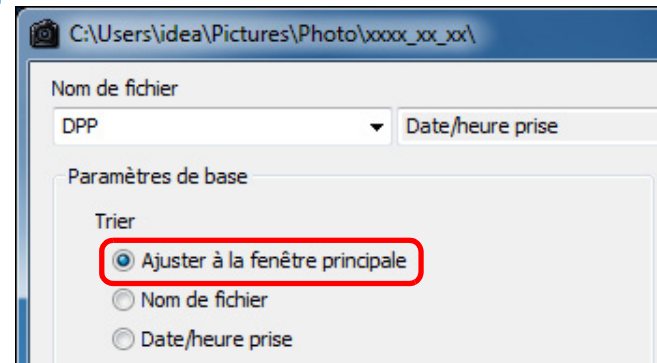 C:\Users\idea\Pictures\Photo\xxxx_xx_xx\
Nom de fichier
DPP Date/heure prise
Paramètres de base
Trier
Ajuster à la fenêtre principale
Nom de fichier
Date/heure prise